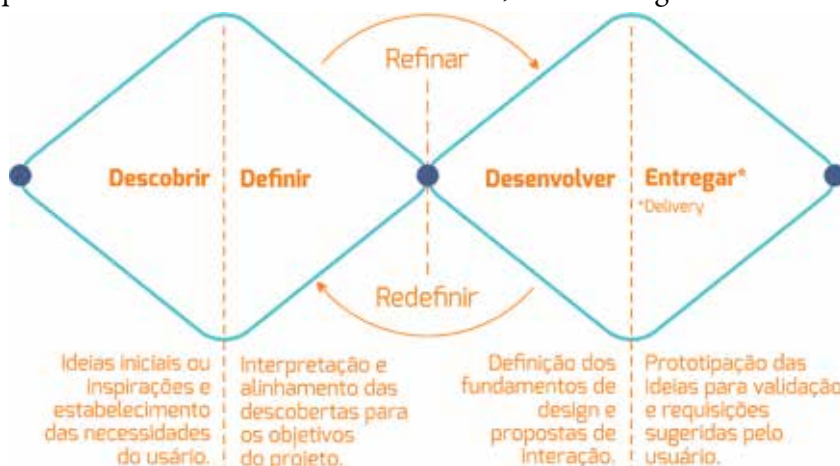 Refinar
Descobrir
Definir
Desenvolver
Entregar*
*Delivery
Redefinir
Ideias iniciais ou
inspirações e
estabelecimento
das necessidades
do usário.
Interpretação e
alinhamento das
descobertas para
os objetivos
do projeto.
Definição dos
fundamentos de
design e
propostas de
interação.
Prototipação das
ideias para validação
e requisições
sugeridas pelo
usuário.